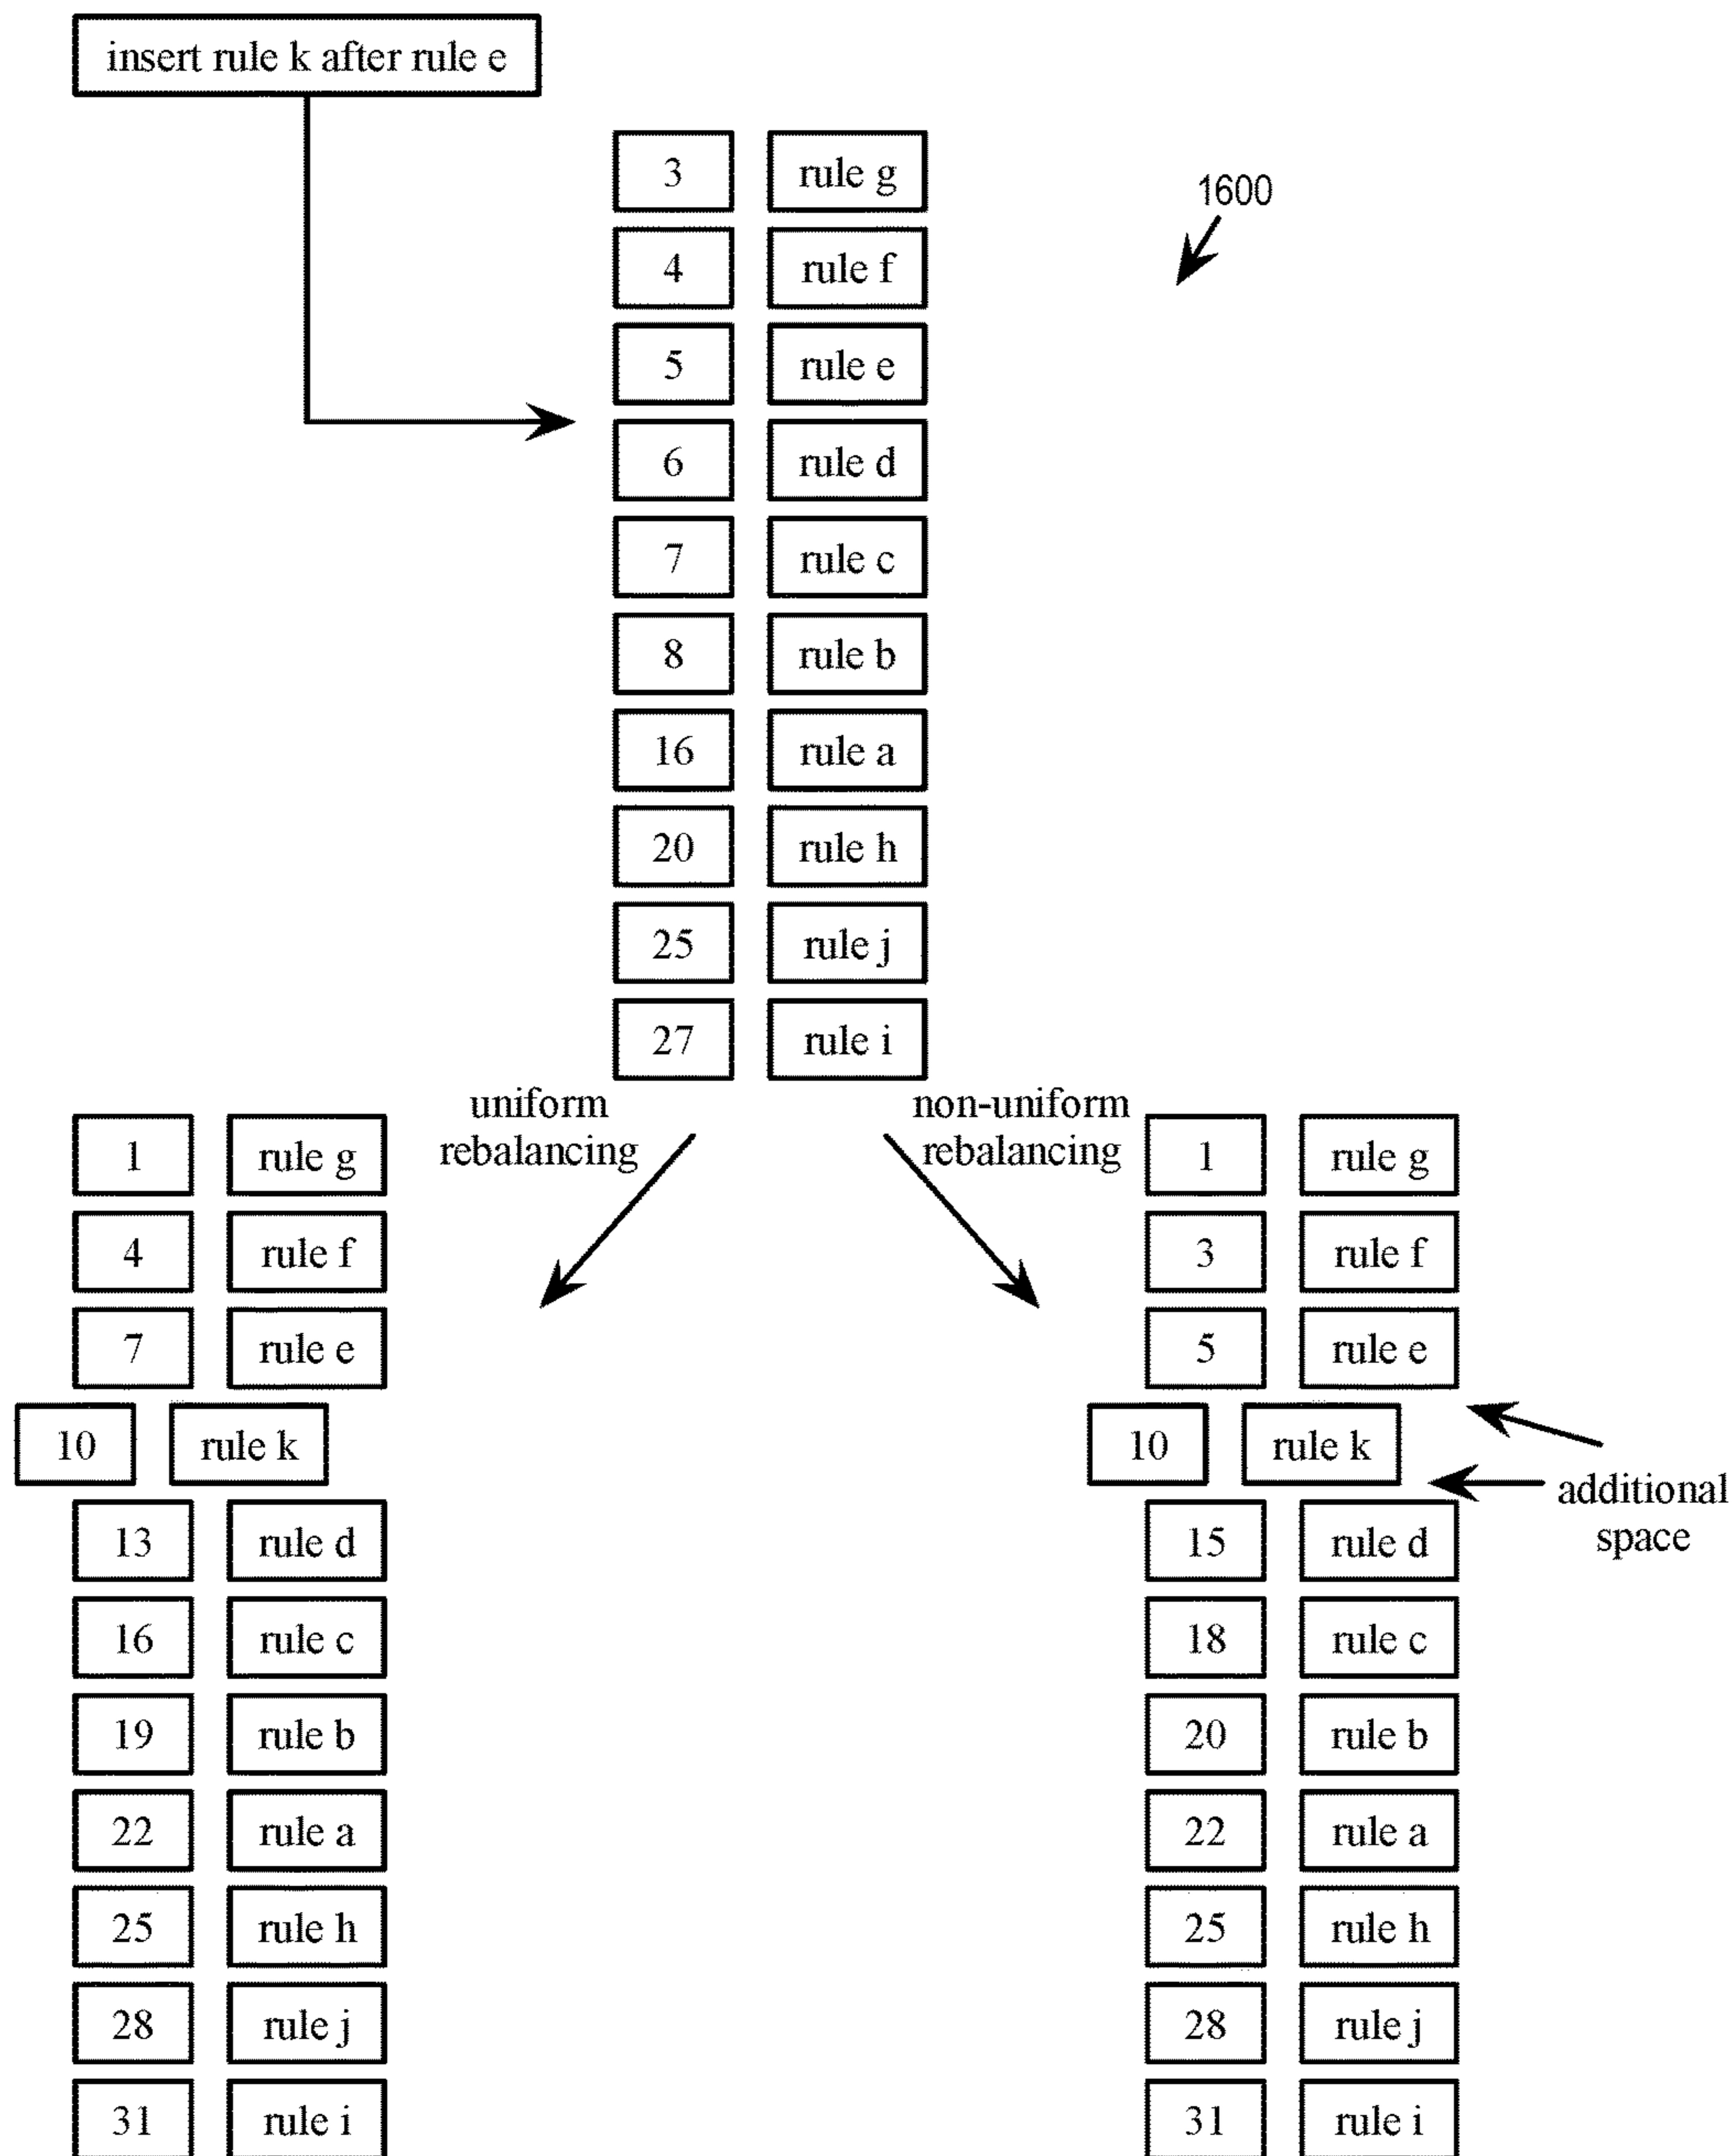 insert rule k after rule e
1600
3 rule g
4 rule f
5 rule e
6 rule d
7 rule c
8 rule b
16 rule a
20 rule h
25 rule j
27 rule i
uniform
rebalancing
non-uniform
rebalancing
1 rule g
4 rule f
7 rule e
10 rule k
13 rule d
16 rule c
19 rule b
22 rule a
25 rule h
28 rule j
31 rule i
1 rule g
3 rule f
5 rule e
10 rule k
15 rule d
18 rule c
20 rule b
22 rule a
25 rule h
28 rule j
31 rule i
additional
space